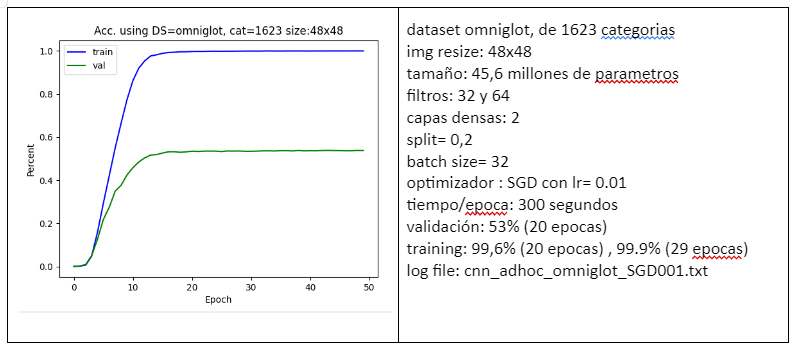 Acc. using DS=omniglot, cat=1623 size:48x48
train
val
1.0
0.8
0.6
0.4
0.2
0.0
Percent
0 10 20 30 40 50
Epoch
dataset omniglot, de 1623 categorias
img resize: 48x48
tamaño: 45,6 millones de parametros
filtros: 32 y 64
capas densas: 2
split= 0,2
batch size= 32
optimizador : SGD con lr= 0.01
tiempo/epoca: 300 segundos
validación: 53% (20 epocas)
training: 99,6% (20 epocas) , 99.9% (29 epocas)
log file: cnn_adhoc_omniglot_SGD001.txt